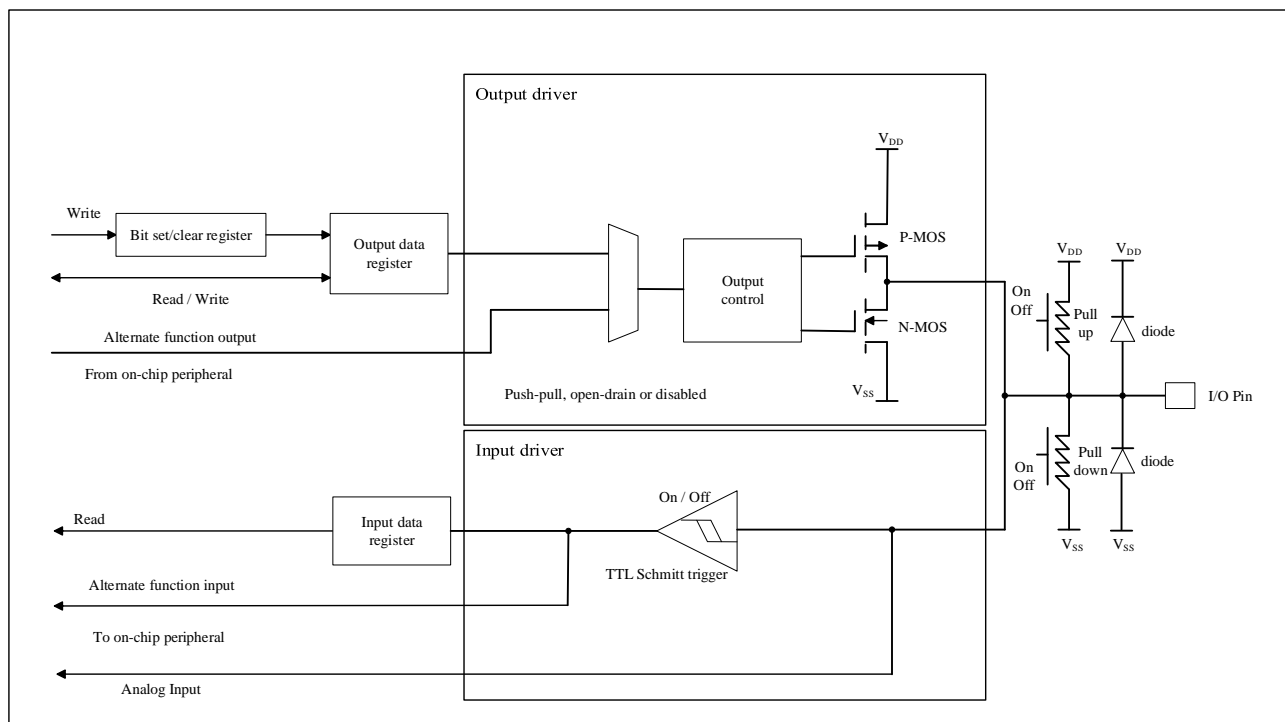 Output driver
VDD
Write
Bit set/clear register
Output data
register
P-MOS
Read / Write
Output
control
N-MOS
Alternate function output
From on-chip peripheral
Push-pull, open-drain or disabled
VSS
VDD
VDD
On
Off
Pull
up
diode
I/O Pin
On
Off
Pull
down
diode
VSS
VSS
Input driver
On / Off
Read
Input data
register
TTL Schmitt trigger
Alternate function input
To on-chip peripheral
Analog Input